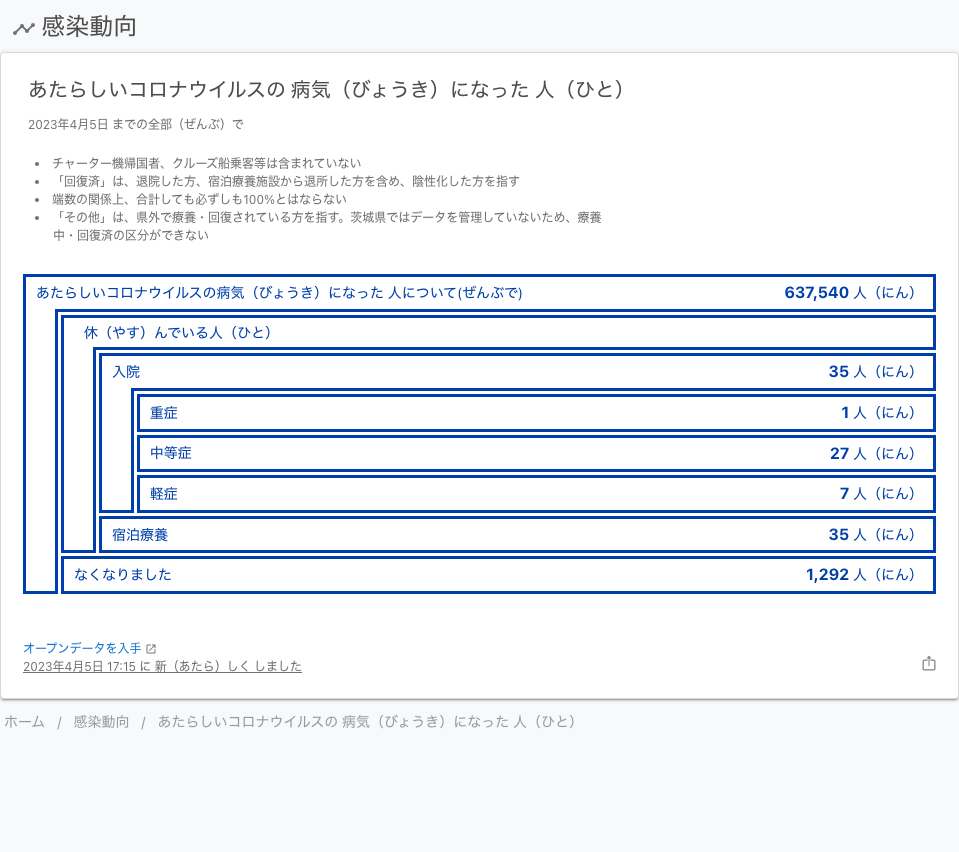 感染動向
あたらしいコロナウイルスの 病気（びょうき）になった 人（ひと）
2023年4月5日 までの全部（ぜんぶ）で
チャーター機帰国者、クルーズ船乗客等は含まれていない
「回復済」は、退院した方、宿泊療養施設から退所した方を含め、陰性化した方を指す
端数の関係上、合計しても必ずしも100%とはならない
「その他」は、県外で療養・回復されている方を指す。茨城県ではデータを管理していないため、療養
中・回復済の区分ができない
あたらしいコロナウイルスの病気（びょうき）になった 人について(ぜんぶで) 637,540 人（にん）
休（やす）んでいる人（ひと）
入院 35 人（にん）
重症 1 人（にん）
中等症 27 人（にん）
軽症 7 人（にん）
宿泊療養 35 人（にん）
なくなりました 1,292 人（にん）
オープンデータを入手
2023年4月5日 17:15 に 新（あたら）しく しました
ホーム / 感染動向 / あたらしいコロナウイルスの 病気（びょうき）になった 人（ひと）